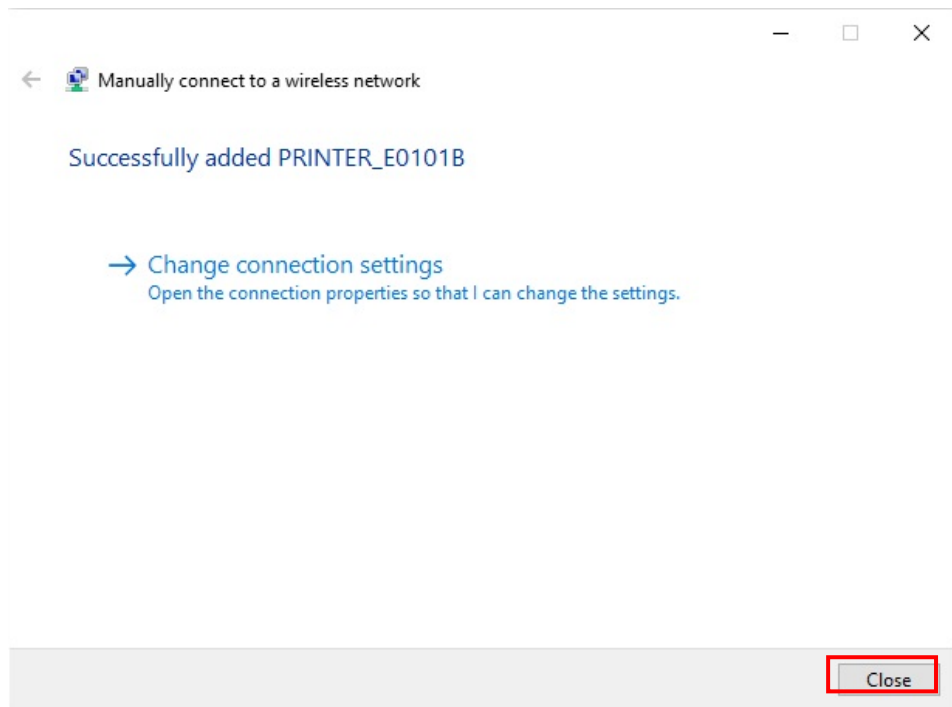 Manually connect to a wireless network
Successfully added PRINTER_E0101B
Change connection settings
Open the connection properties so that I can change the settings.
Close